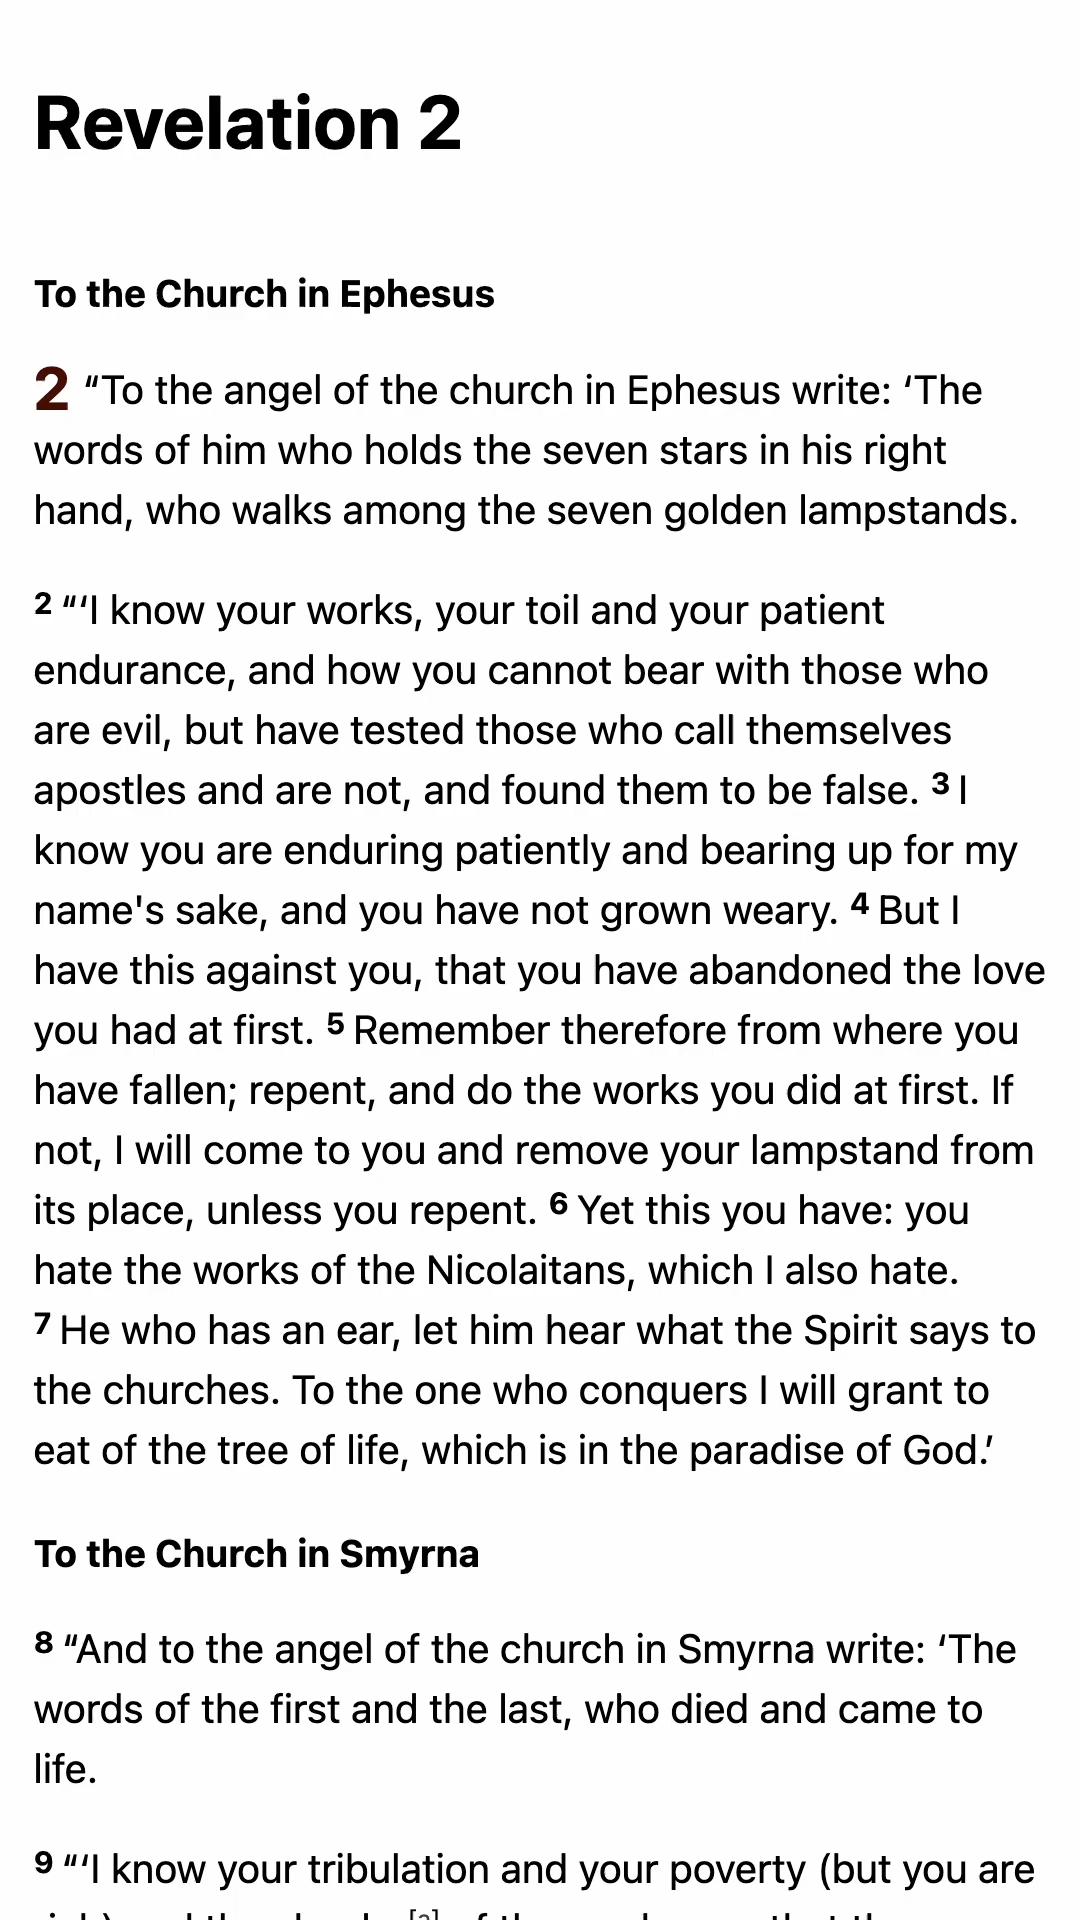 Revelation 2
To the Church in Ephesus
2 “To the angel of the church in Ephesus write: ‘The
words of him who holds the seven stars in his right
hand, who walks among the seven golden lampstands.
2 “‘I know your works, your toil and your patient
endurance, and how you cannot bear with those who
are evil, but have tested those who call themselves
apostles and are not, and found them to be false. 3 I
know you are enduring patiently and bearing up for my
name's sake, and you have not grown weary. 4 But I
have this against you, that you have abandoned the love
you had at first. 5 Remember therefore from where you
have fallen; repent, and do the works you did at first. If
not, I will come to you and remove your lampstand from
its place, unless you repent. 6 Yet this you have: you
hate the works of the Nicolaitans, which I also hate.
7 He who has an ear, let him hear what the Spirit says to
the churches. To the one who conquers I will grant to
eat of the tree of life, which is in the paradise of God.’
To the Church in Smyrna
8 “And to the angel of the church in Smyrna write: ‘The
words of the first and the last, who died and came to
life.
9 “‘I know your tribulation and your poverty (but you are